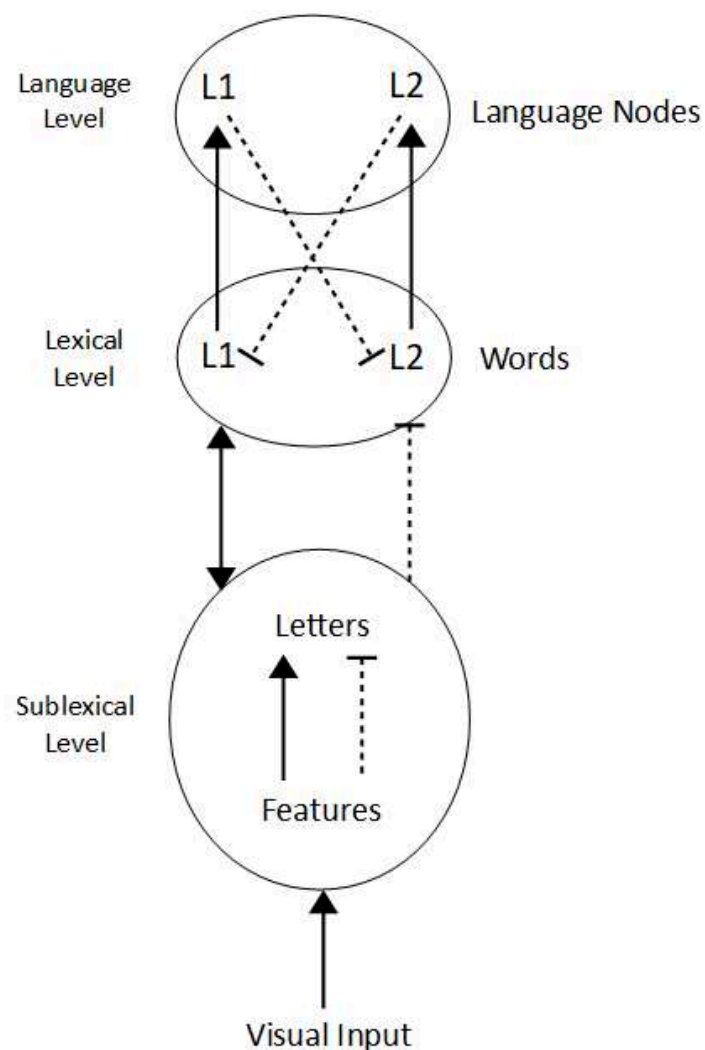 Language
Level
L1
L2
Language Nodes
Lexical
Level
L1
L2
Words
Letters
Sublexical
Level
Features
Visual Input